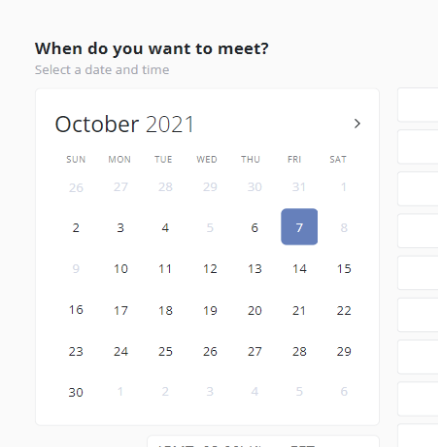 When do you want to meet?
Select a date and time
October 2021 >
SUN MON TUE WED THU FRI SAT
26 27 28 29 30 31 1
2 3 4 5 6 7 8
9 10 11 12 13 14 15
16 17 18 19 20 21 22
23 24 25 26 27 28 29
30 1 2 3 4 5 6